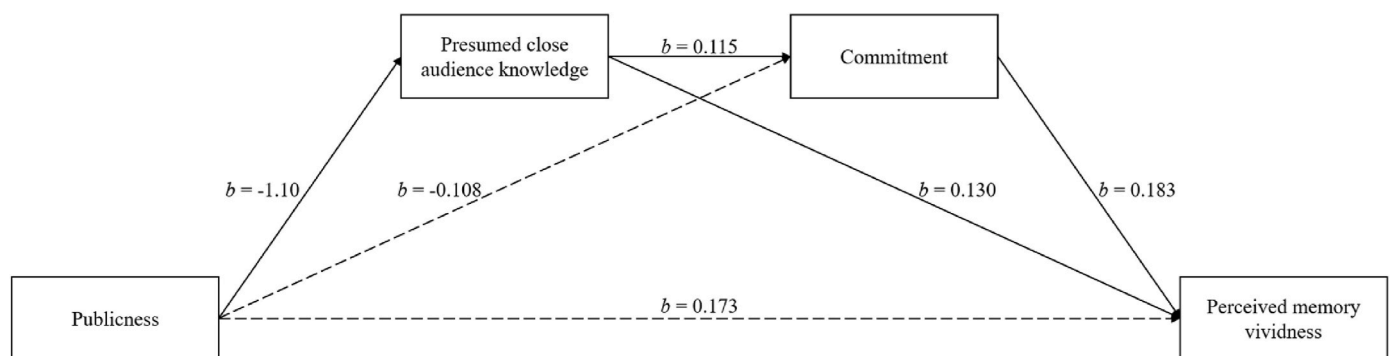 Presumed close
audience knowledge
b = 0.115
Commitment
b = -1.10
b = -0.108
b = 0.130
b = 0.183
Publicness
b = 0.173
Perceived memory
vividness